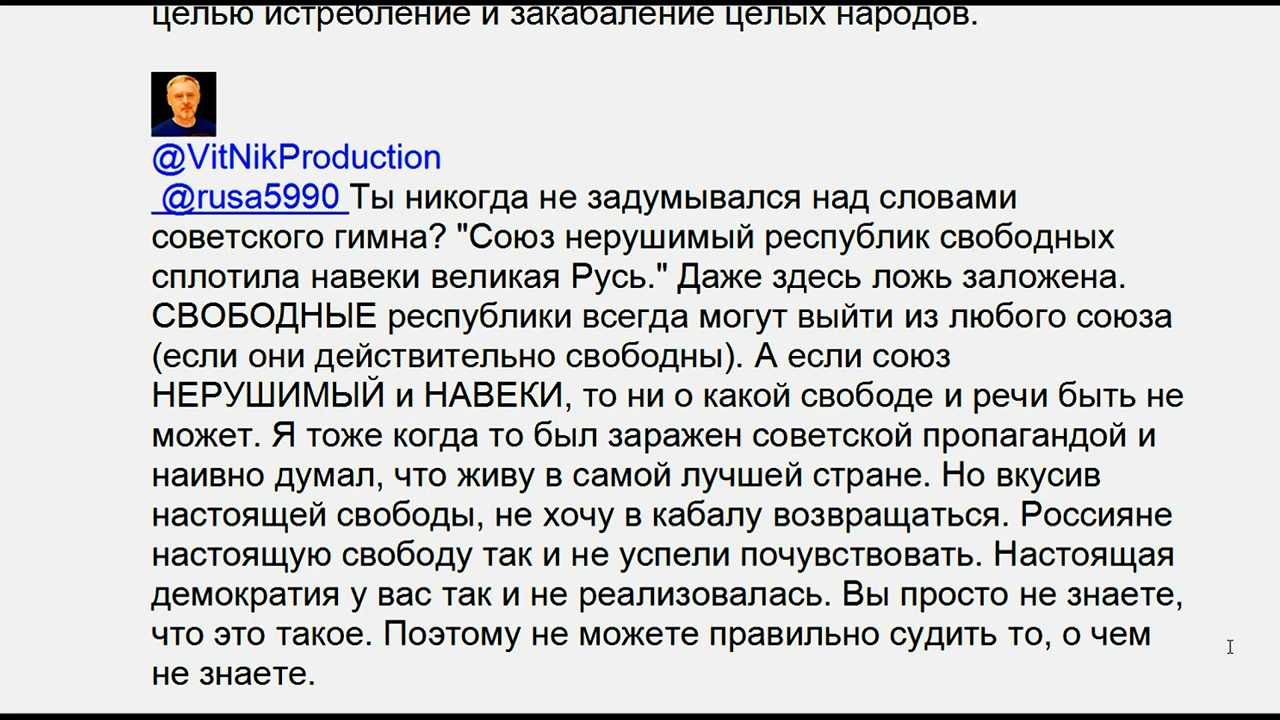 целью истребление и закабаление целых народов.
@VitNikProduction
@rusa5990 Ты никогда не задумывался над словами
советского гимна? "Союз нерушимый республик свободных
сплотила навеки великая Русь." Даже здесь ложь заложена.
СВОБОДНЫЕ республики всегда могут выйти из любого союза
(если они действительно свободны). А если союз
НЕРУШИМЫЙ и НАВЕКИ, то ни о какой свободе и речи быть не
может. Я тоже когда то был заражен советской пропагандой и
наивно думал, что живу в самой лучшей стране. Но вкусив
настоящей свободы, не хочу в кабалу возвращаться. Россияне
настоящую свободу так и не успели почувствовать. Настоящая
демократия у вас так и не реализовалась. Вы просто не знаете,
что это такое. Поэтому не можете правильно судить то, о чем
не знаете.